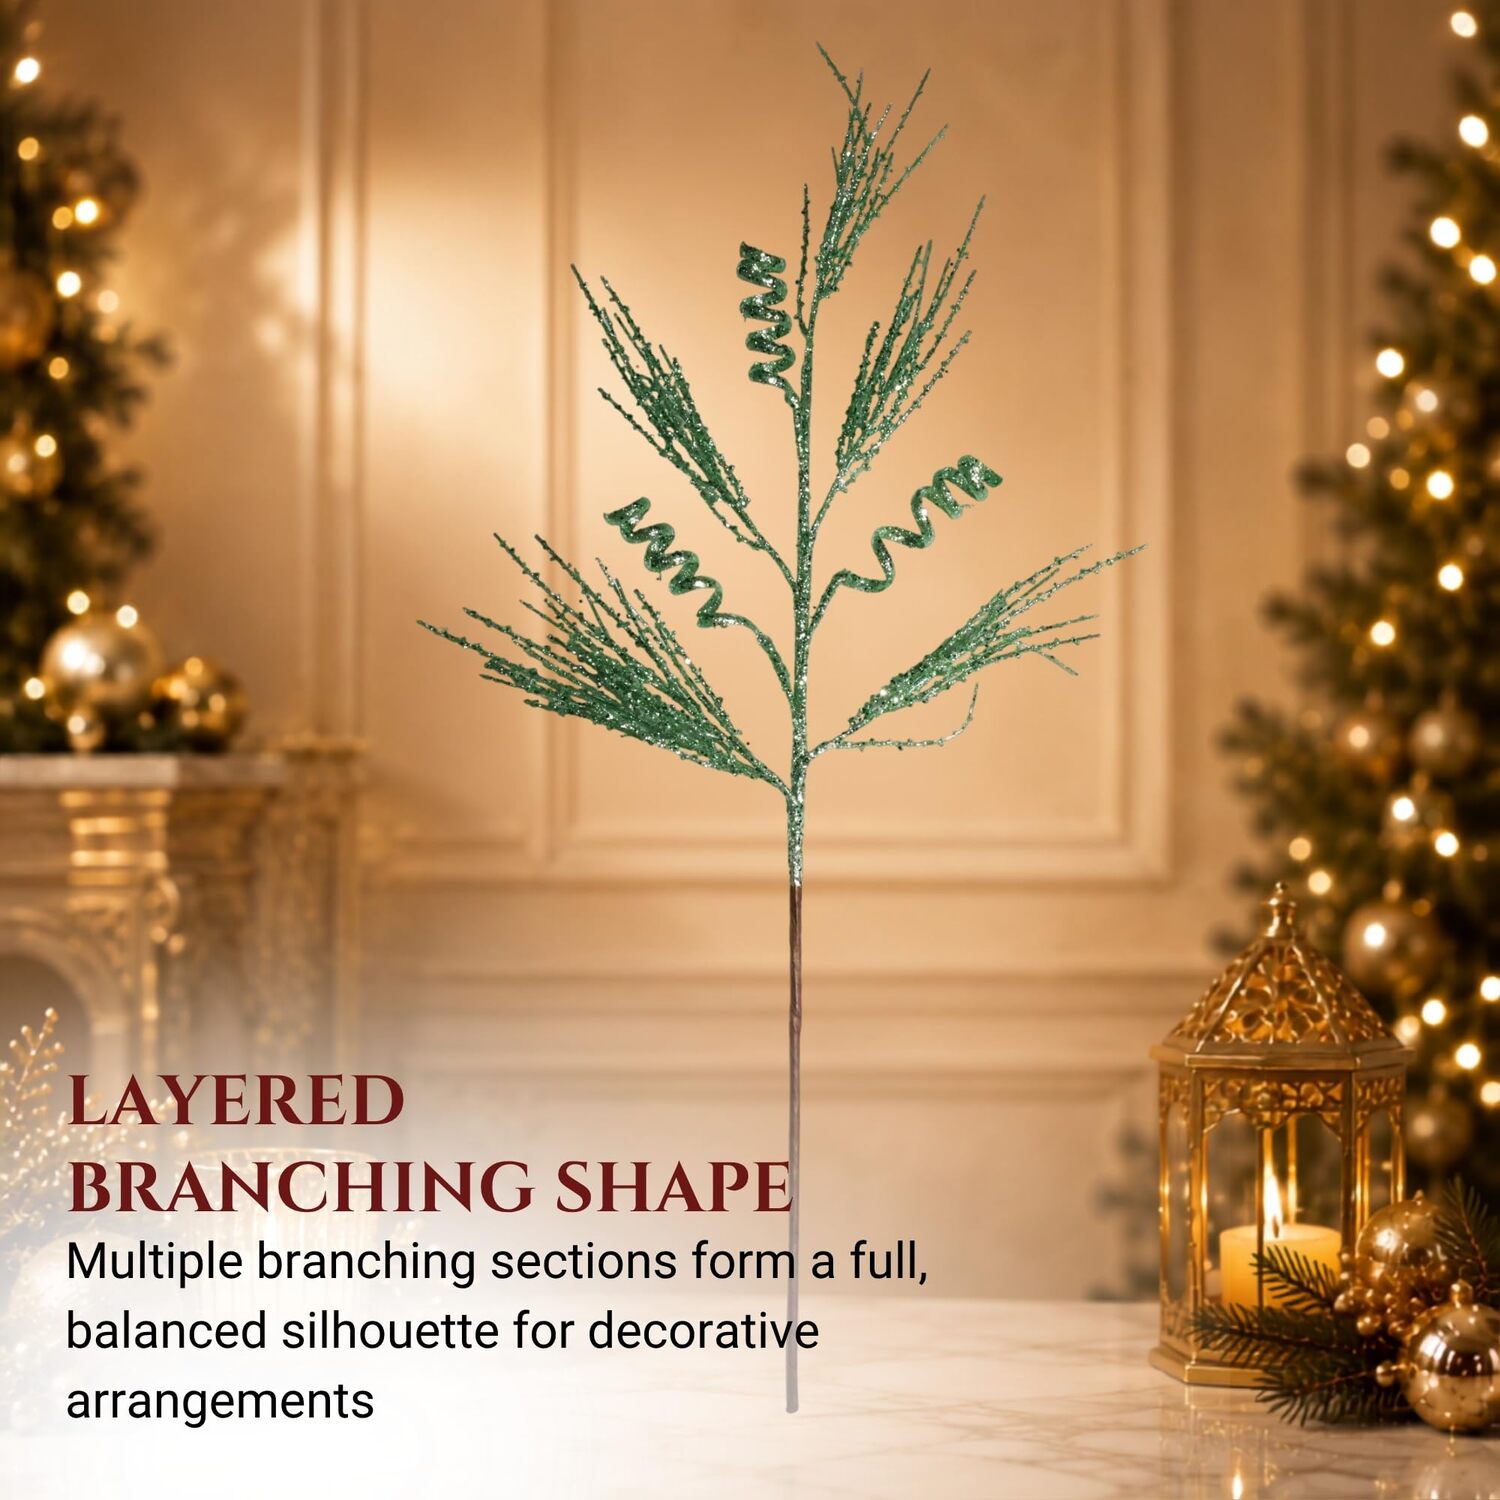 LAYERED
BRANCHING SHAPE
Multiple branching sections form a full,
balanced silhouette for decorative
arrangements